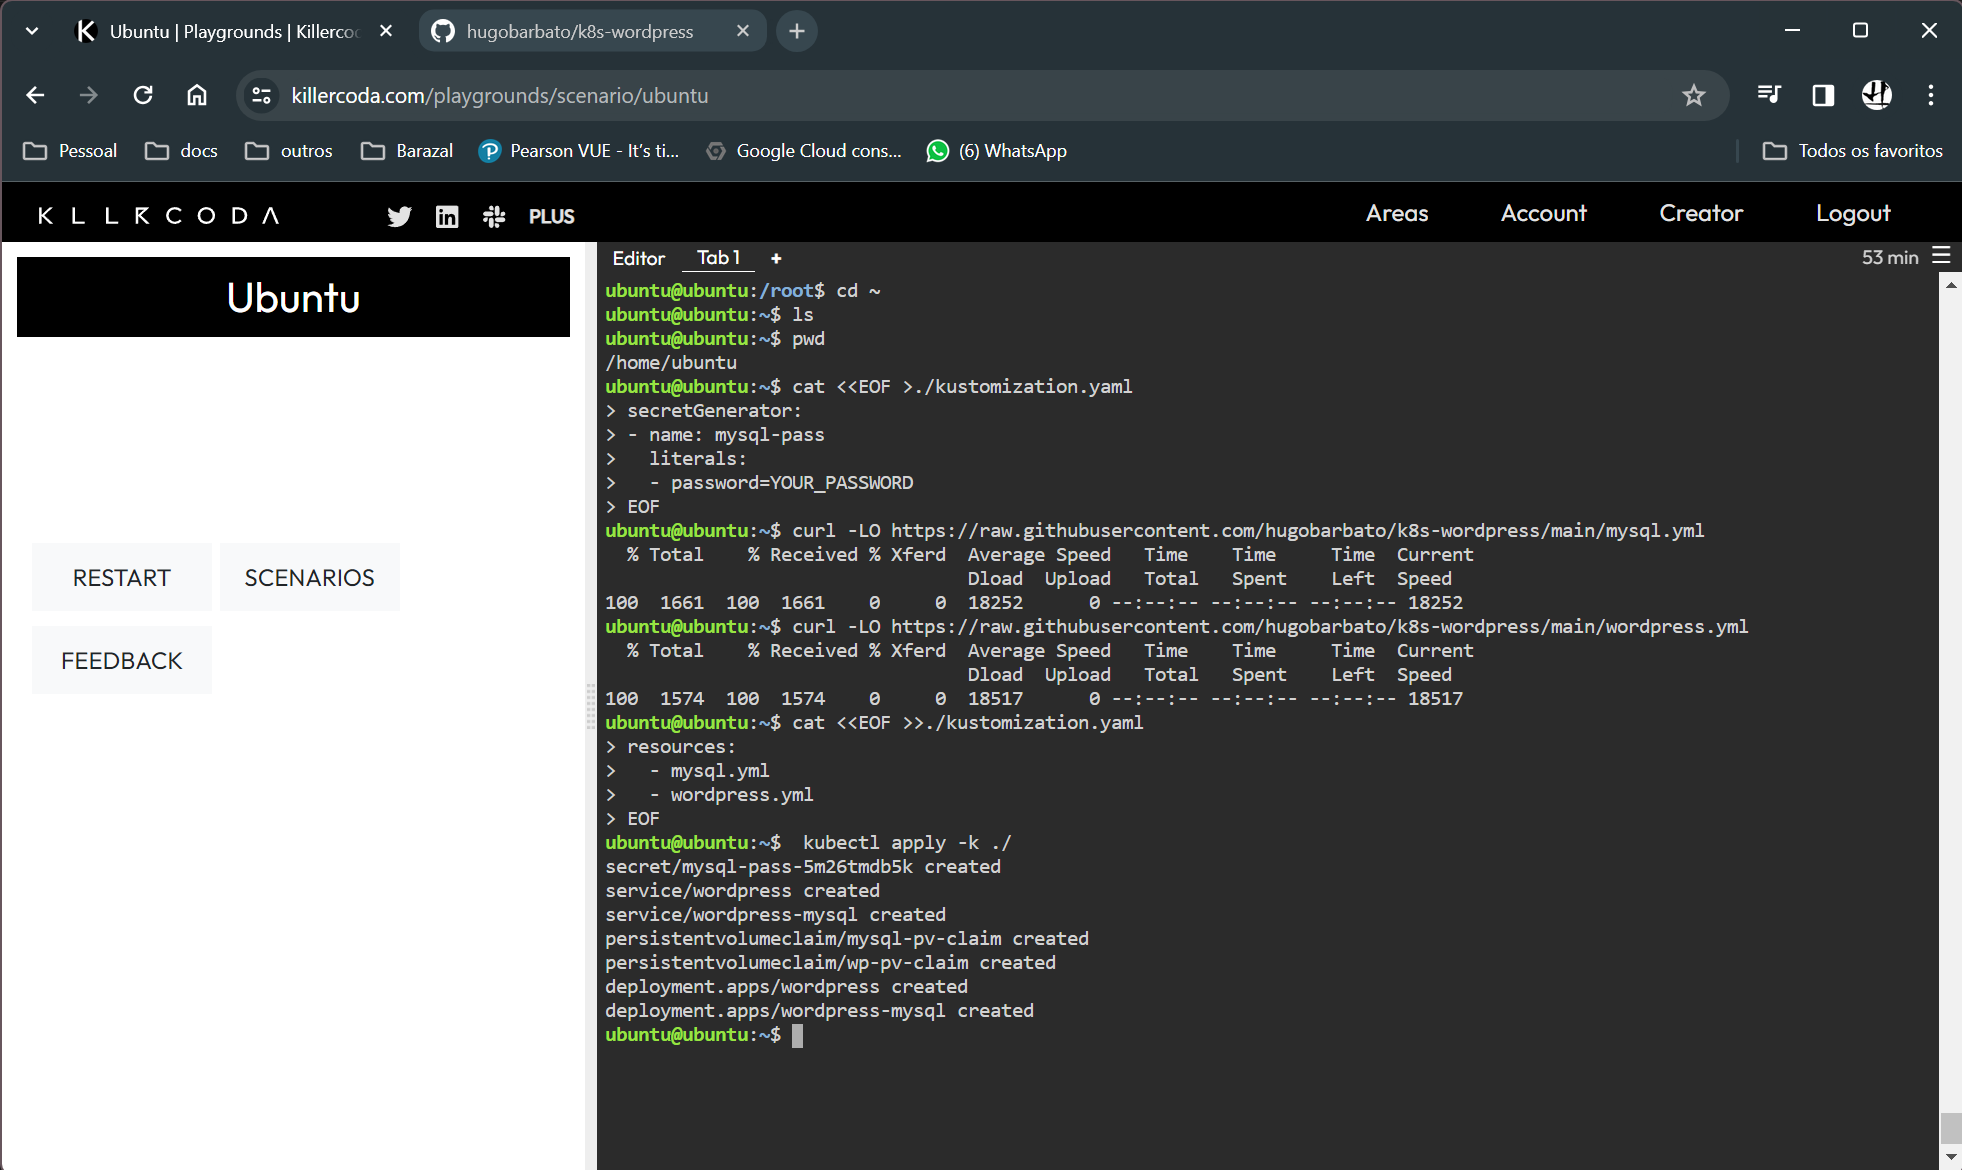 Ubuntu | Playgrounds | Killerco
hugobarbato/k8s-wordpress
killercoda.com/playgrounds/scenario/ubuntu
Pessoal docs outros Barazal Pearson VUE - It's ti... Google Cloud cons... (6) WhatsApp Todos os favoritos
KLLRCODA PLUS Areas Account Creator Logout
Ubuntu
RESTART SCENARIOS
FEEDBACK
Editor Tab 1 + 53 min
ubuntu@ubuntu:/root$ cd ~
ubuntu@ubuntu:~$ ls
ubuntu@ubuntu:~$ pwd
/home/ubuntu
ubuntu@ubuntu:~$ cat <<EOF >./kustomization.yaml
> secretGenerator:
> - name: mysql-pass
>   literals:
>   - password=YOUR_PASSWORD
> EOF
ubuntu@ubuntu:~$ curl -LO https://raw.githubusercontent.com/hugobarbato/k8s-wordpress/main/mysql.yml
  % Total    % Received % Xferd  Average Speed   Time    Time     Time  Current
                                 Dload  Upload   Total   Spent    Left  Speed
100  1661  100  1661    0     0  18252      0 --:--:-- --:--:-- --:--:-- 18252
ubuntu@ubuntu:~$ curl -LO https://raw.githubusercontent.com/hugobarbato/k8s-wordpress/main/wordpress.yml
  % Total    % Received % Xferd  Average Speed   Time    Time     Time  Current
                                 Dload  Upload   Total   Spent    Left  Speed
100  1574  100  1574    0     0  18517      0 --:--:-- --:--:-- --:--:-- 18517
ubuntu@ubuntu:~$ cat <<EOF >>./kustomization.yaml
> resources:
>   - mysql.yml
>   - wordpress.yml
> EOF
ubuntu@ubuntu:~$  kubectl apply -k ./
secret/mysql-pass-5m26tmdb5k created
service/wordpress created
service/wordpress-mysql created
persistentvolumeclaim/mysql-pv-claim created
persistentvolumeclaim/wp-pv-claim created
deployment.apps/wordpress created
deployment.apps/wordpress-mysql created
ubuntu@ubuntu:~$